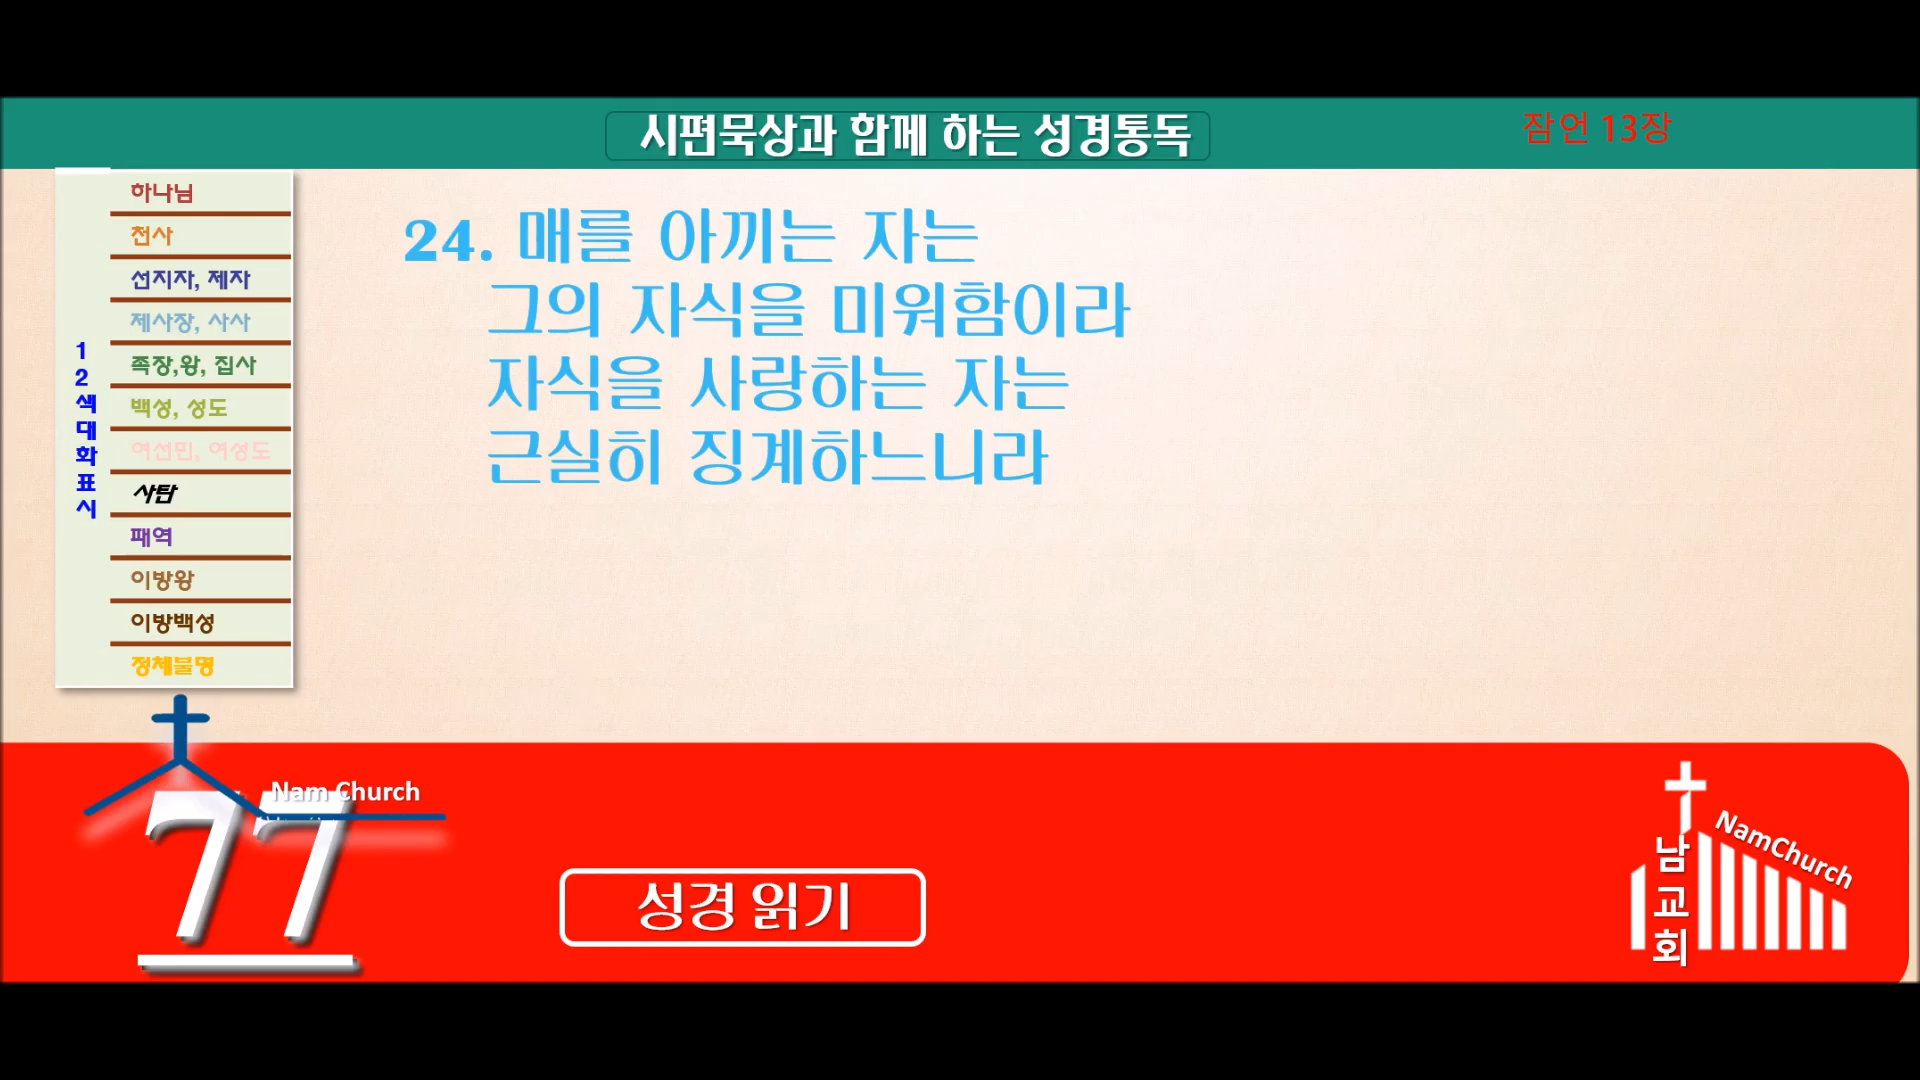 시편묵상과 함께 하는 성경통독
잠언 13장
12색대화표시
하나님
천사
선지자, 제자
제사장, 사사
족장,왕, 집사
백성, 성도
여선민, 여성도
사탄
패역
이방왕
이방백성
정체불명
24. 매를 아끼는 자는
그의 자식을 미워함이라
자식을 사랑하는 자는
근실히 징계하느니라
Nam Church
77
성경 읽기
NamChurch
남교회